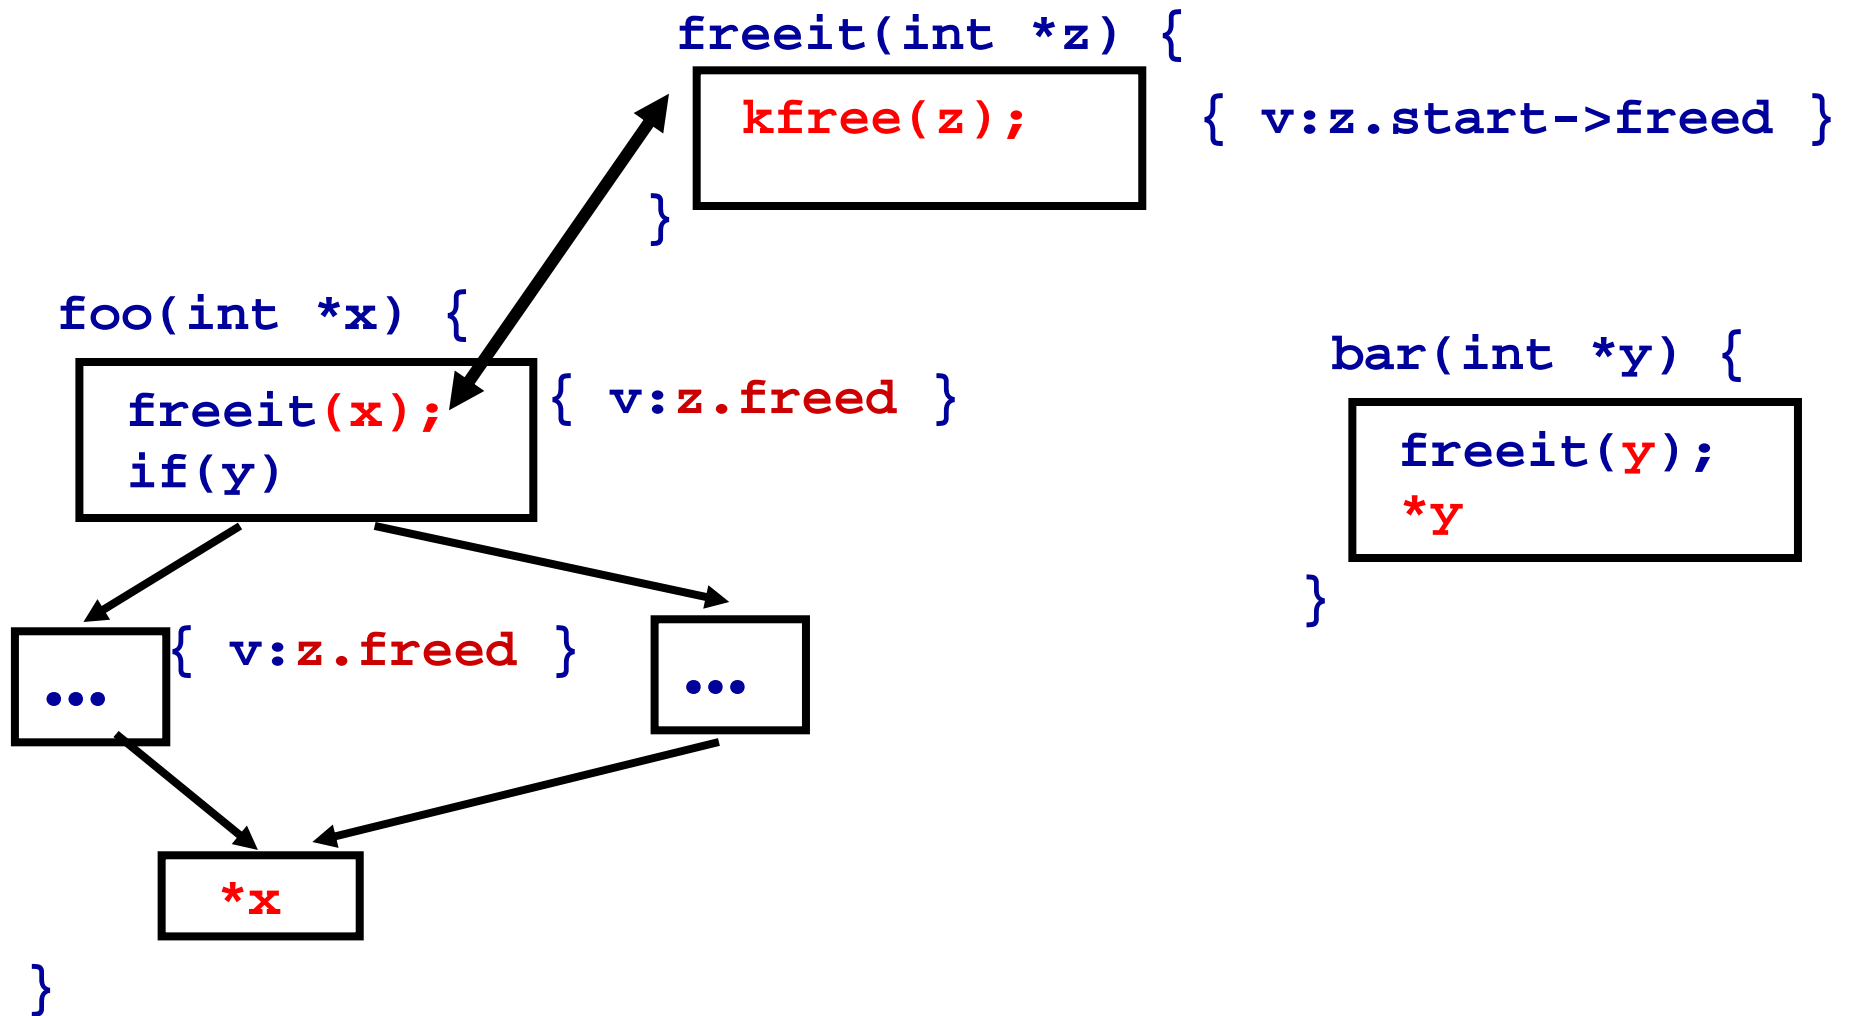 freeit(int *z) {
kfree(z);
{ v:z.start->freed }
}
foo(int *x) {
freeit(x);
if(y)
{ v:z.freed }
...
{ v:z.freed }
...
*x
}
bar(int *y) {
freeit(y);
*y
}